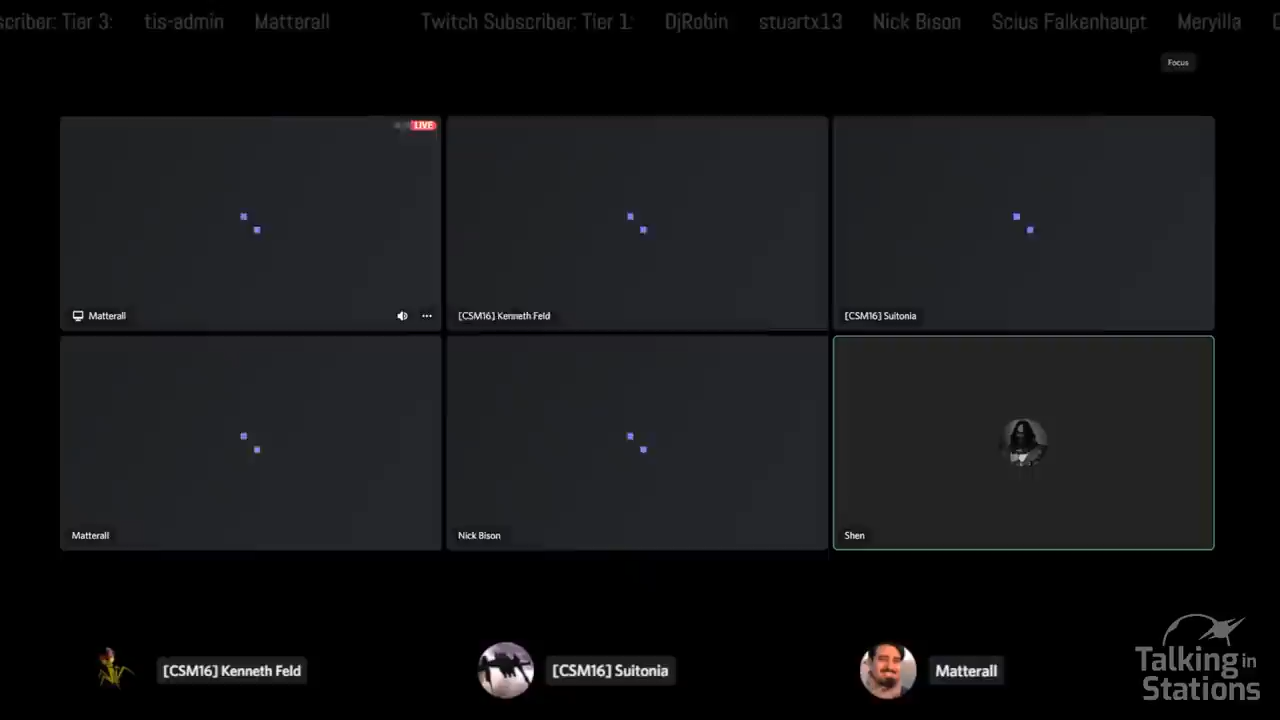 scriber: Tier 3: tis-admin Matterall Twitch Subscriber: Tier 1: DjRobin stuartx13 Nick Bison Scius Falkenhaupt Meryilla
Focus
LIVE
Matterall [CSM16] Kenneth Feld [CSM16] Suitonia
Matterall Nick Bison Shen
[CSM16] Kenneth Feld [CSM16] Suitonia Matterall
Talking in
Stations